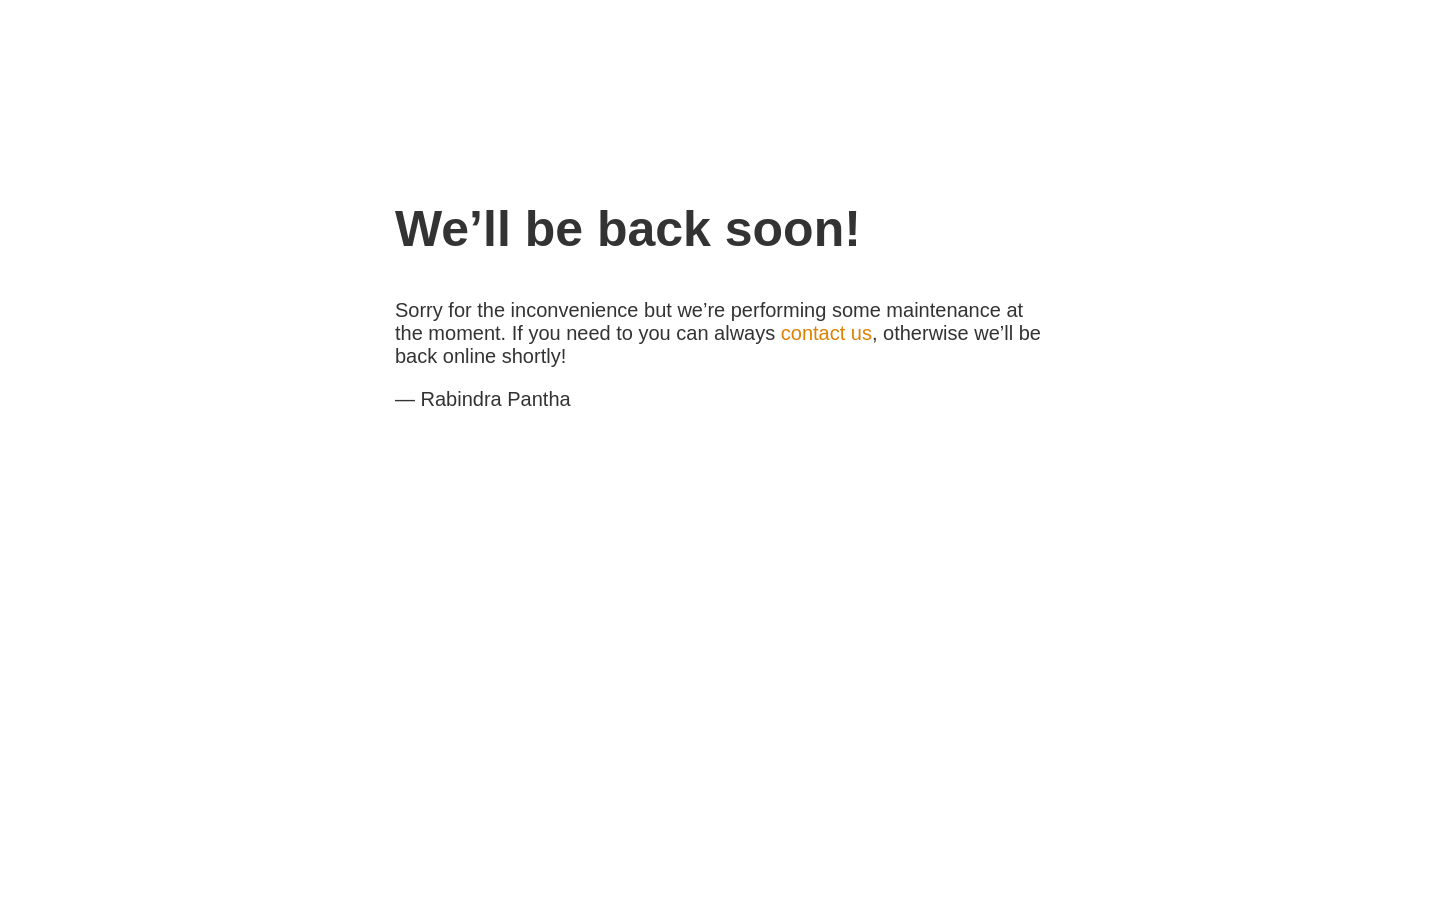 We’ll be back soon!
Sorry for the inconvenience but we’re performing some maintenance at
the moment. If you need to you can always contact us, otherwise we’ll be
back online shortly!
— Rabindra Pantha